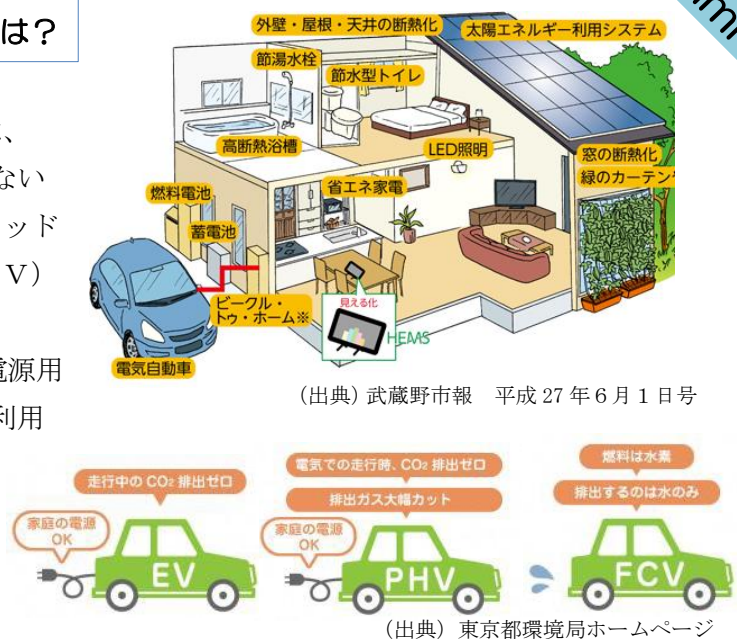 は？
外壁・屋根・天井の断熱化
太陽エネルギー利用システム
節湯水栓
節水型トイレ
高断熱浴槽
LED照明
窓の断熱化
緑のカーテン
燃料電池
省エネ家電
蓄電池
ビークル・
トゥ・ホーム※
見える化
HEMS
電気自動車
、
ない
ッド
Ｖ）
電源用
利用
（出典）武蔵野市報　平成 27 年６月１日号
走行中の CO2 排出ゼロ
家庭の電源
OK
EV
電気での走行時、CO2 排出ゼロ
排出ガス大幅カット
家庭の電源
OK
PHV
燃料は水素
排出するのは水のみ
FCV
（出典）東京都環境局ホームページ